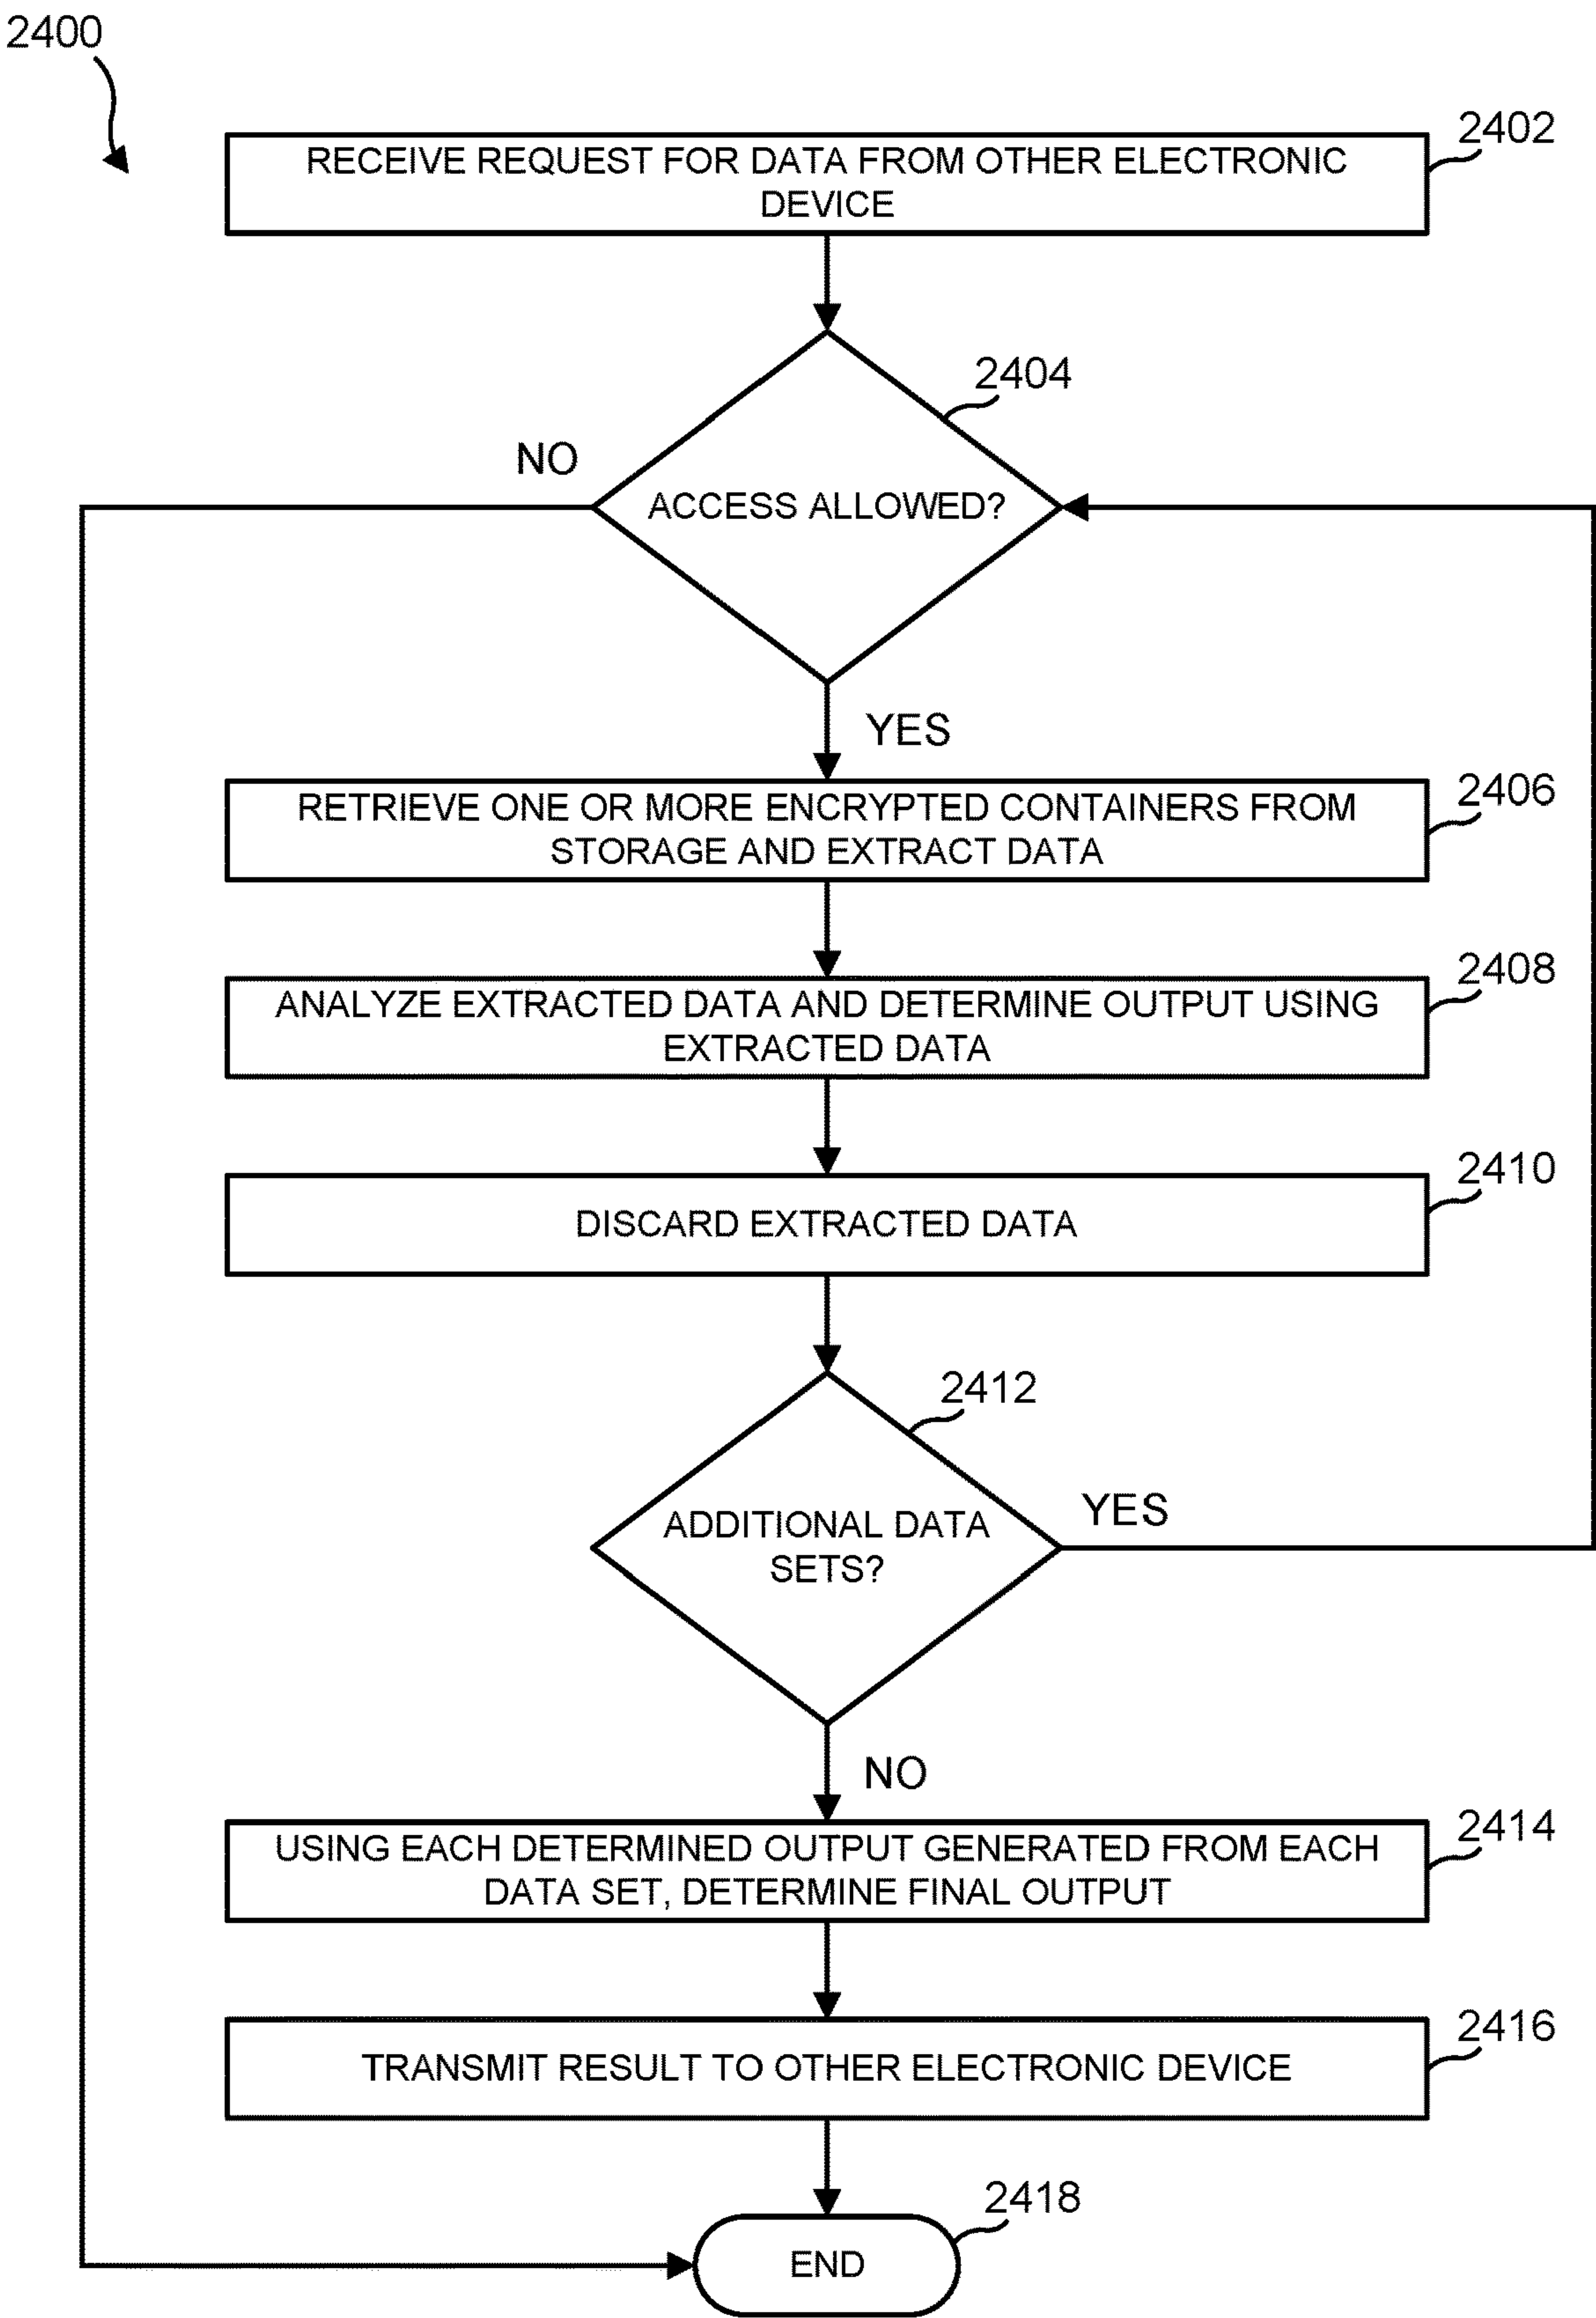 2400
2402
RECEIVE REQUEST FOR DATA FROM OTHER ELECTRONIC
DEVICE
2404
NO
ACCESS ALLOWED?
YES
2406
RETRIEVE ONE OR MORE ENCRYPTED CONTAINERS FROM
STORAGE AND EXTRACT DATA
2408
ANALYZE EXTRACTED DATA AND DETERMINE OUTPUT USING
EXTRACTED DATA
2410
DISCARD EXTRACTED DATA
2412
ADDITIONAL DATA
SETS?
YES
NO
2414
USING EACH DETERMINED OUTPUT GENERATED FROM EACH
DATA SET, DETERMINE FINAL OUTPUT
2416
TRANSMIT RESULT TO OTHER ELECTRONIC DEVICE
2418
END